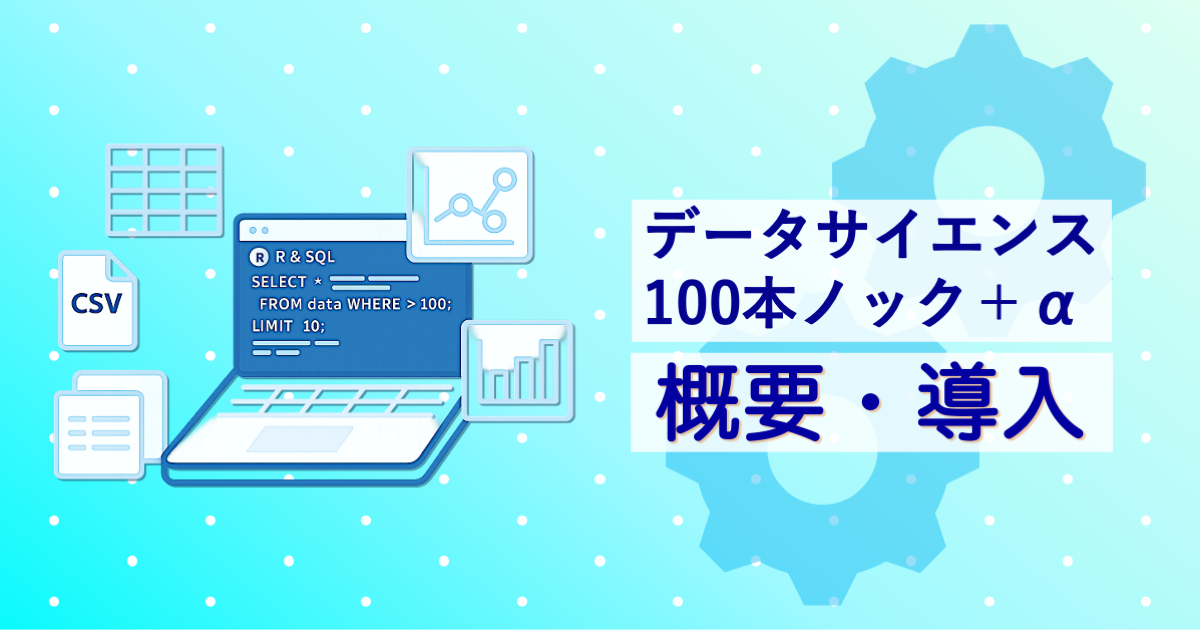 CSV
R R & SQL
SELECT *
FROM data WHERE > 100;
LIMIT 10;
データサイエンス
100本ノック＋α
概要・導入